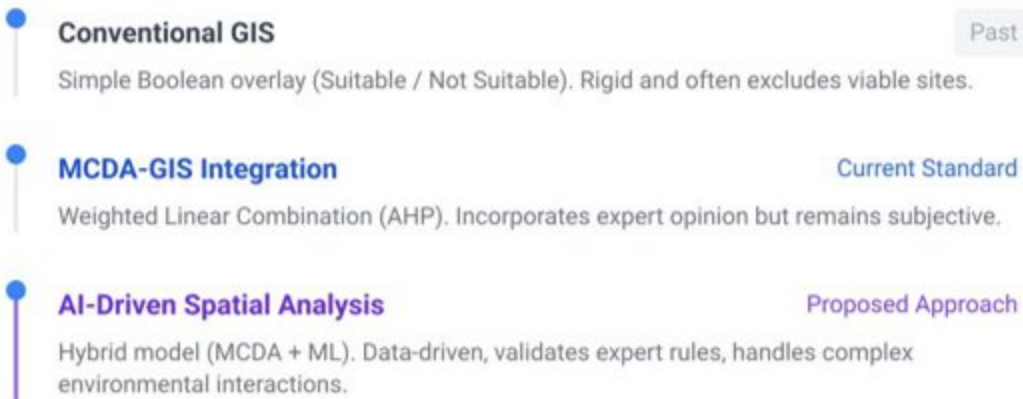 Conventional GIS
Past
Simple Boolean overlay (Suitable / Not Suitable). Rigid and often excludes viable sites.
MCDA-GIS Integration
Current Standard
Weighted Linear Combination (AHP). Incorporates expert opinion but remains subjective.
AI-Driven Spatial Analysis
Proposed Approach
Hybrid model (MCDA + ML). Data-driven, validates expert rules, handles complex
environmental interactions.